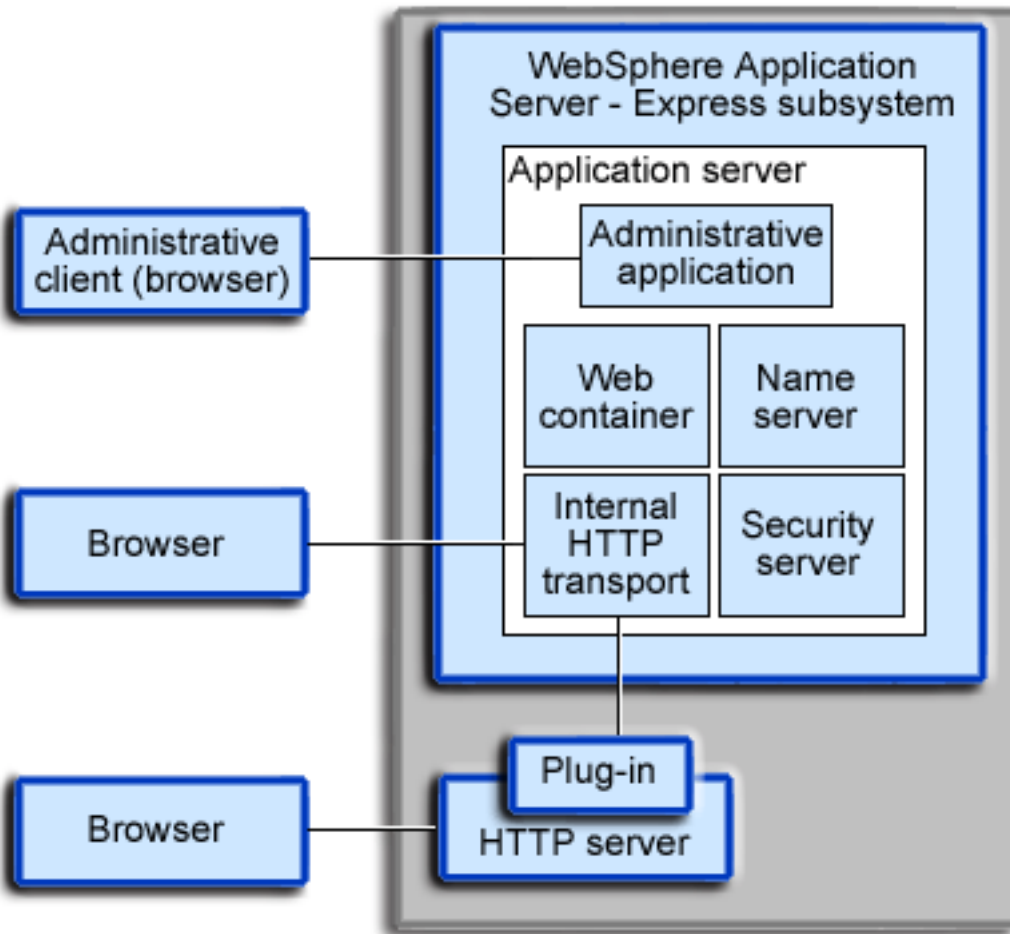 WebSphere Application
Server - Express subsystem
Application server
Administrative
client (browser)
Administrative
application
Web
container
Name
server
Browser
Internal
HTTP
transport
Security
server
Plug-in
Browser
HTTP server